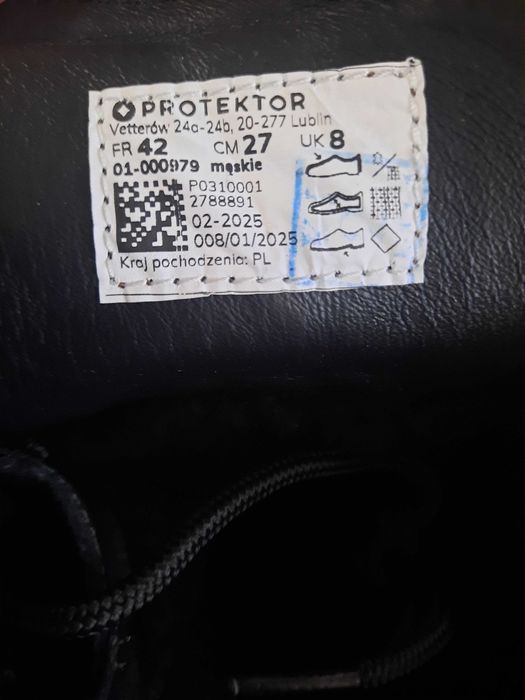 PROTEKTOR
Vetterów 24a-24b, 20-277 Lublin
FR 42 CM 27 UK 8
01-000979 męskie
P0310001
2788891
02-2025
008/01/2025
Kraj pochodzenia: PL